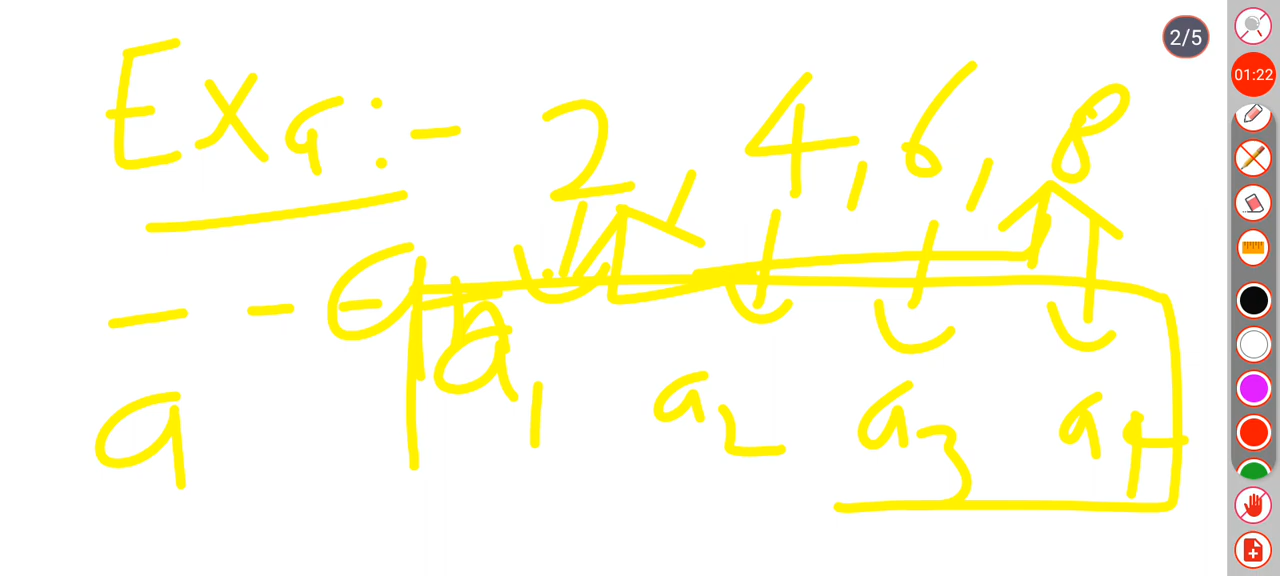 2/5
01:22
Exa:- 2, 4, 6, 8
- - - a
a a1 a2 a3 a4